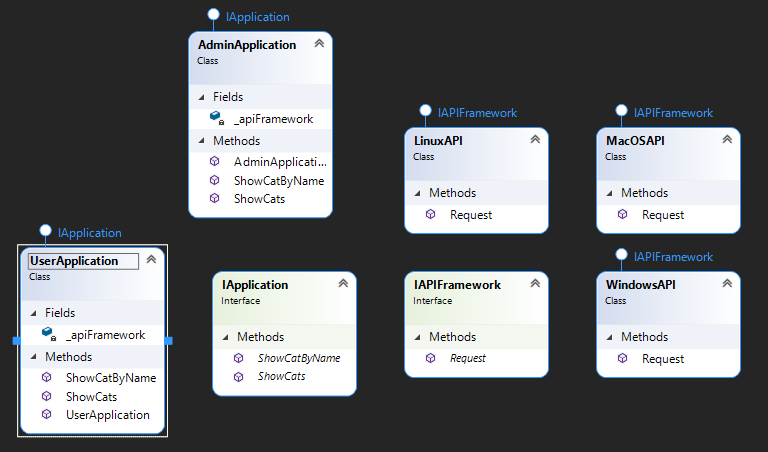 IApplication
AdminApplication
Class
Fields
_apiFramework
Methods
AdminApplicati...
ShowCatByName
ShowCats
IAPIFramework
LinuxAPI
Class
Methods
Request
IAPIFramework
MacOSAPI
Class
Methods
Request
IApplication
UserApplication
Class
Fields
_apiFramework
Methods
ShowCatByName
ShowCats
UserApplication
IApplication
Interface
Methods
ShowCatByName
ShowCats
IAPIFramework
Interface
Methods
Request
IAPIFramework
WindowsAPI
Class
Methods
Request